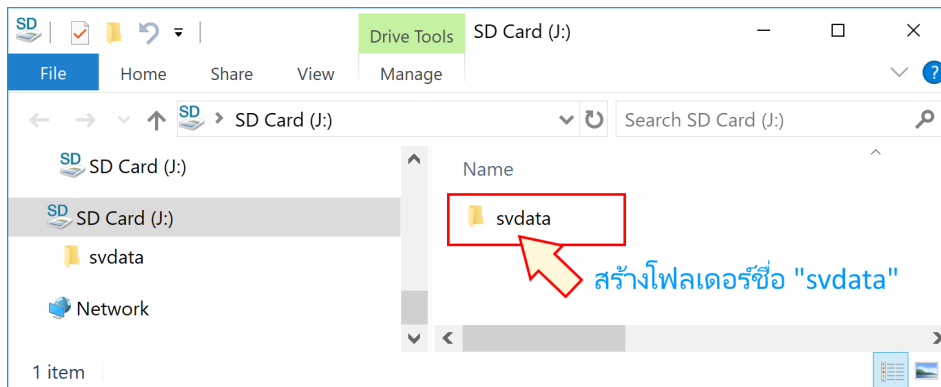 SD Drive Tools SD Card (J:)
File Home Share View Manage ?
SD SD Card (J:) Search SD Card (J:)
SD SD Card (J:)
Name
SD SD Card (J:)
svdata
svdata
สร้างโฟลเดอร์ชื่อ "svdata"
Network
1 item